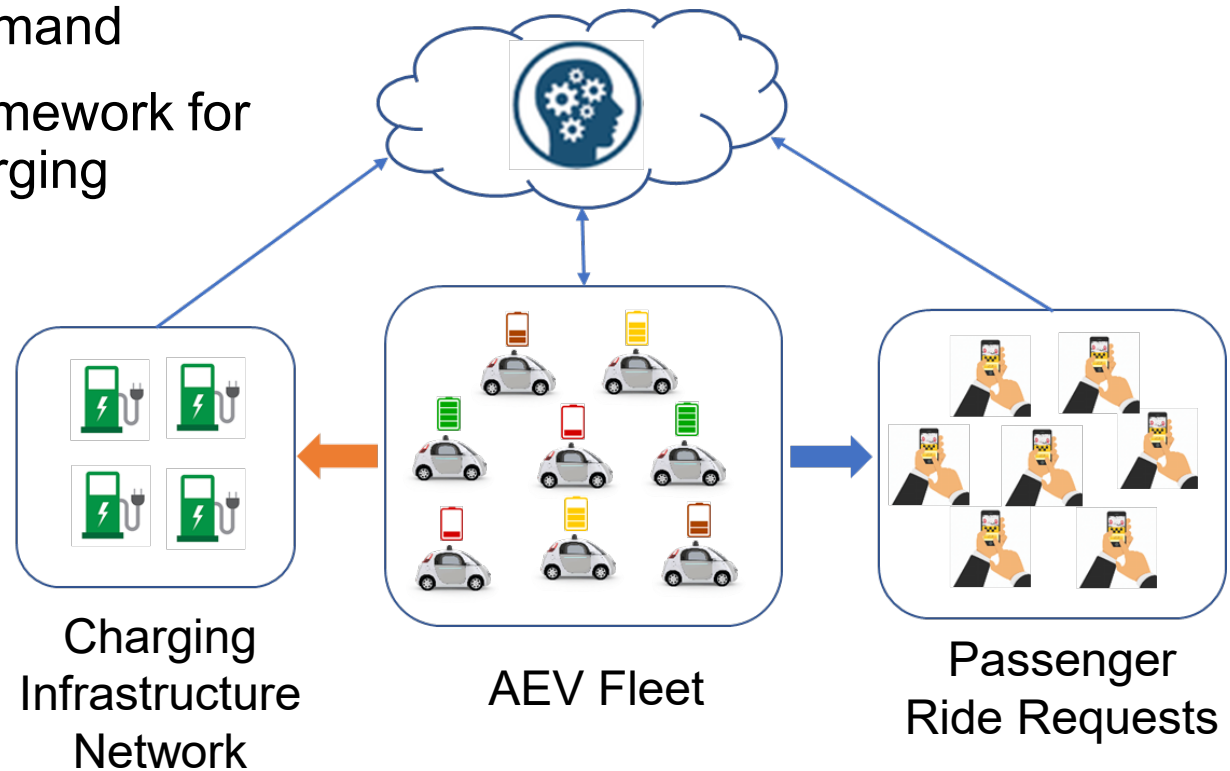 mand
mework for
rging
Charging
Infrastructure
Network
AEV Fleet
Passenger
Ride Requests